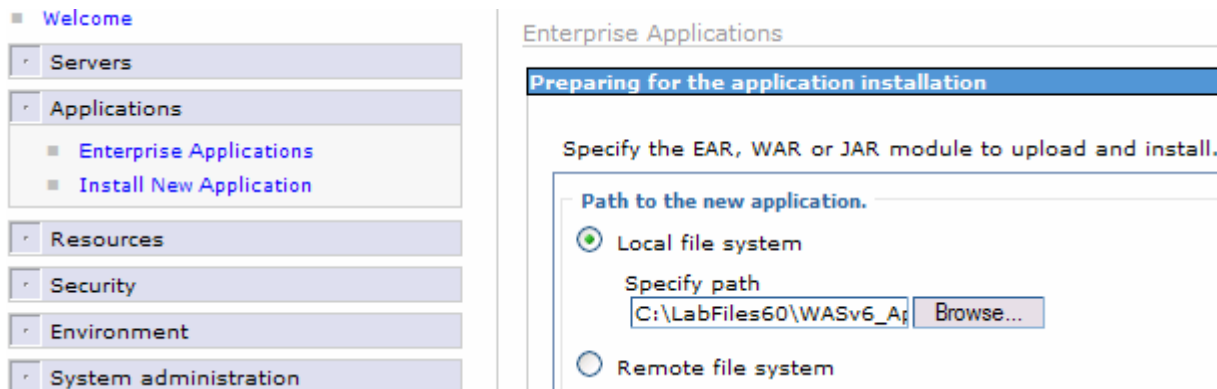 Welcome
Servers
Applications
Enterprise Applications
Install New Application
Resources
Security
Environment
System administration
Enterprise Applications
Preparing for the application installation
Specify the EAR, WAR or JAR module to upload and install.
Path to the new application.
Local file system
Specify path
C:\LabFiles60\WASv6_Ap Browse...
Remote file system